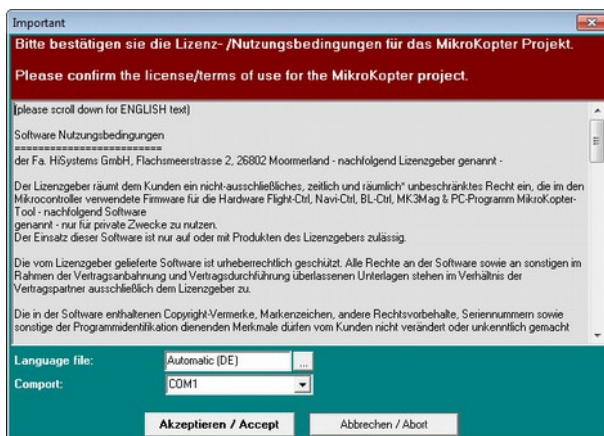 Important
Bitte bestätigen sie die Lizenz- /Nutzungsbedingungen für das MikroKopter Projekt.
Please confirm the license/terms of use for the MikroKopter project.
(please scroll down for ENGLISH text)
Software Nutzungsbedingungen
========================
der Fa. HiSystems GmbH, Flachsmeerstrasse 2, 26802 Moormerland - nachfolgend Lizenzgeber genannt -
Der Lizenzgeber räumt dem Kunden ein nicht-ausschließliches, zeitlich und räumlich* unbeschränktes Recht ein, die im den
Mikrocontroller verwendete Firmware für die Hardware Flight-Ctrl, Navi-Ctrl, BL-Ctrl, MK3Mag & PC-Programm MikroKopter-
Tool - nachfolgend Software
genannt - nur für private Zwecke zu nutzen.
Der Einsatz dieser Software ist nur auf oder mit Produkten des Lizenzgebers zulässig.
Die vom Lizenzgeber gelieferte Software ist urheberrechtlich geschützt. Alle Rechte an der Software sowie an sonstigen im
Rahmen der Vertragsanbahnung und Vertragsdurchführung überlassenen Unterlagen stehen im Verhältnis der
Vertragspartner ausschließlich dem Lizenzgeber zu.
Die in der Software enthaltenen Copyright-Vermerke, Markenzeichen, andere Rechtsvorbehalte, Seriennummern sowie
sonstige der Programmidentifikation dienenden Merkmale dürfen vom Kunden nicht verändert oder unkenntlich gemacht
Language file:
Automatic (DE)
...
Comport:
COM1
Akzeptieren / Accept
Abbrechen / Abort